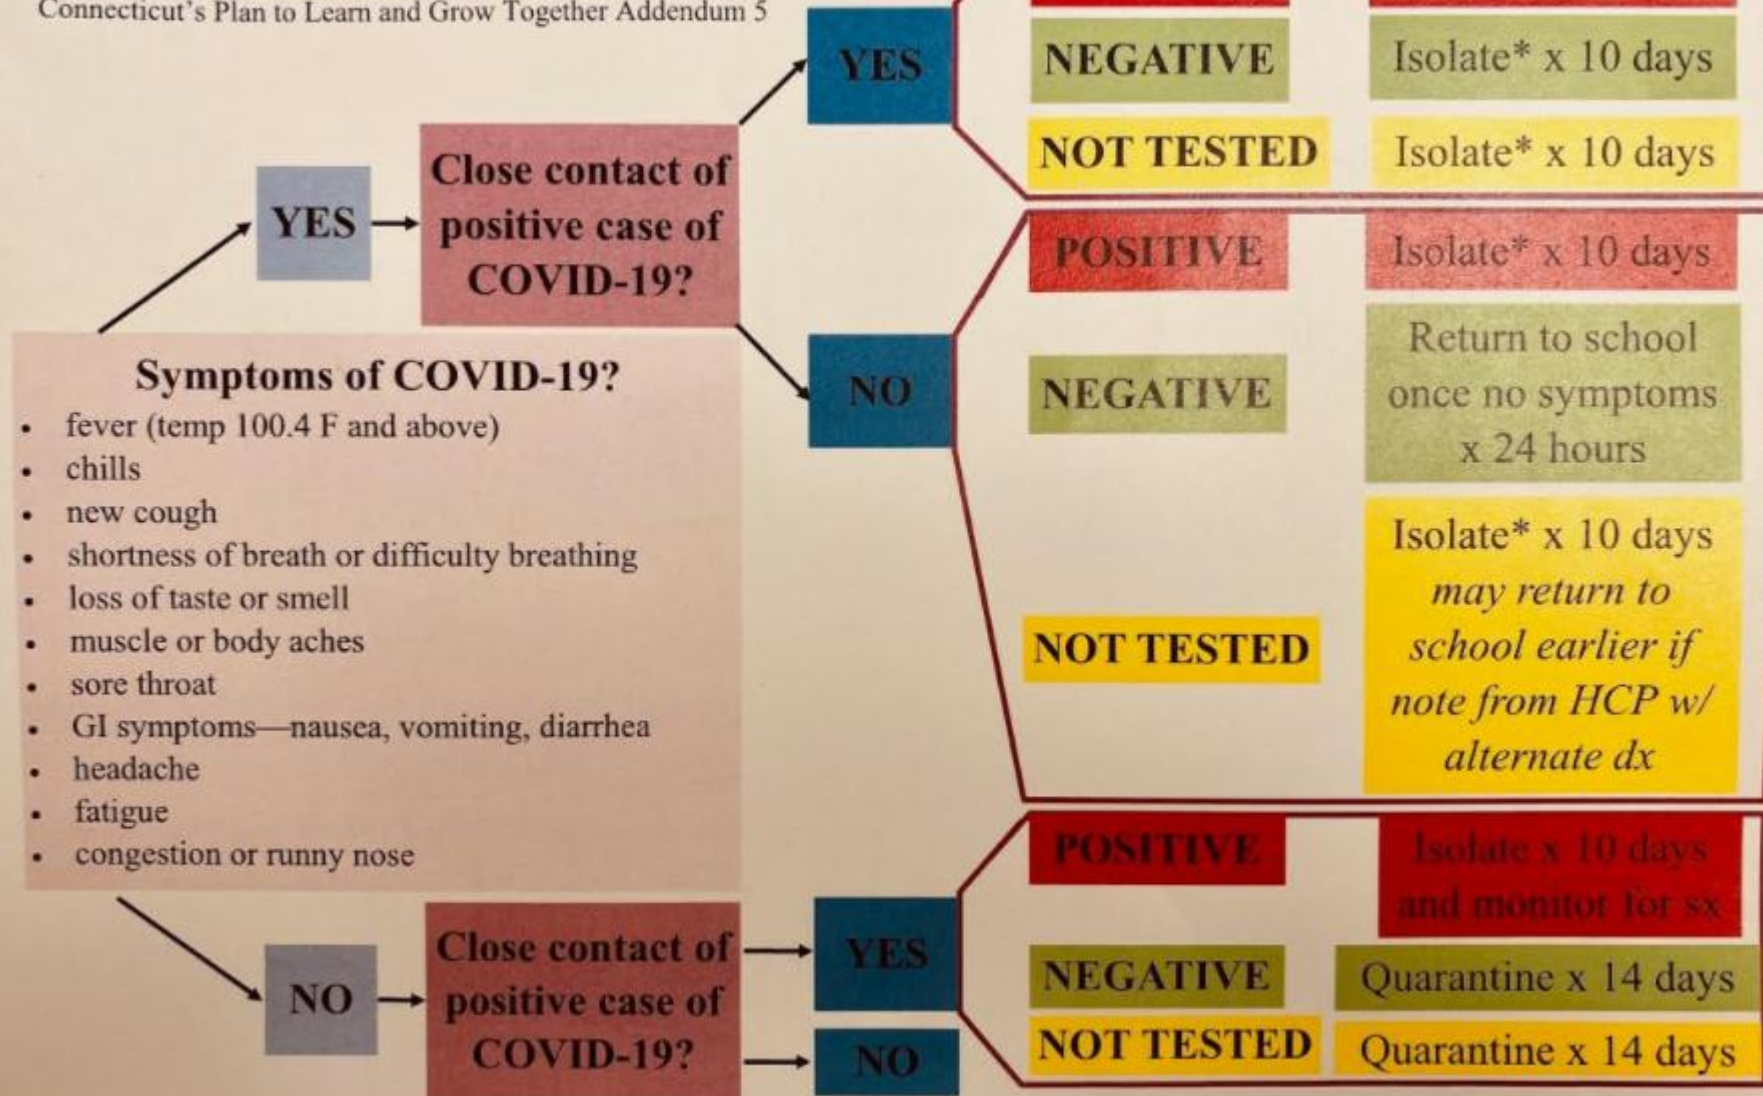 Connecticut's Plan to Learn and Grow Together Addendum 5
YES
NEGATIVE
Isolate* x 10 days
NOT TESTED
Isolate* x 10 days
YES
Close contact of
positive case of
COVID-19?
NO
POSITIVE
Isolate* x 10 days
NEGATIVE
Return to school
once no symptoms
x 24 hours
NOT TESTED
Isolate* x 10 days
may return to
school earlier if
note from HCP w/
alternate dx
Symptoms of COVID-19?
• fever (temp 100.4 F and above)
• chills
• new cough
• shortness of breath or difficulty breathing
• loss of taste or smell
• muscle or body aches
• sore throat
• GI symptoms—nausea, vomiting, diarrhea
• headache
• fatigue
• congestion or runny nose
NO
Close contact of
positive case of
COVID-19?
YES
POSITIVE
Isolate x 10 days
and monitor for sx
NEGATIVE
Quarantine x 14 days
NOT TESTED
Quarantine x 14 days
NO